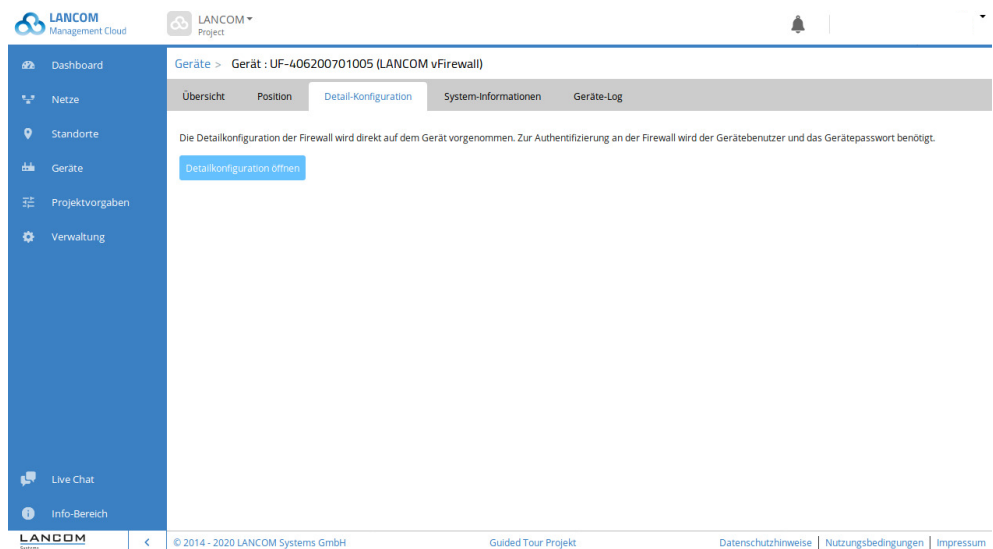 LANCOM
Management Cloud
LANCOM
Project
Dashboard
Netze
Standorte
Geräte
Projektvorgaben
Verwaltung
Live Chat
Info-Bereich
LANCOM
Systems
Geräte > Gerät : UF-406200701005 (LANCOM vFirewall)
Übersicht Position Detail-Konfiguration System-Informationen Geräte-Log
Die Detailkonfiguration der Firewall wird direkt auf dem Gerät vorgenommen. Zur Authentifizierung an der Firewall wird der Gerätebenutzer und das Gerätepasswort benötigt.
Detailkonfiguration öffnen
© 2014 - 2020 LANCOM Systems GmbH Guided Tour Projekt Datenschutzhinweise | Nutzungsbedingungen | Impressum